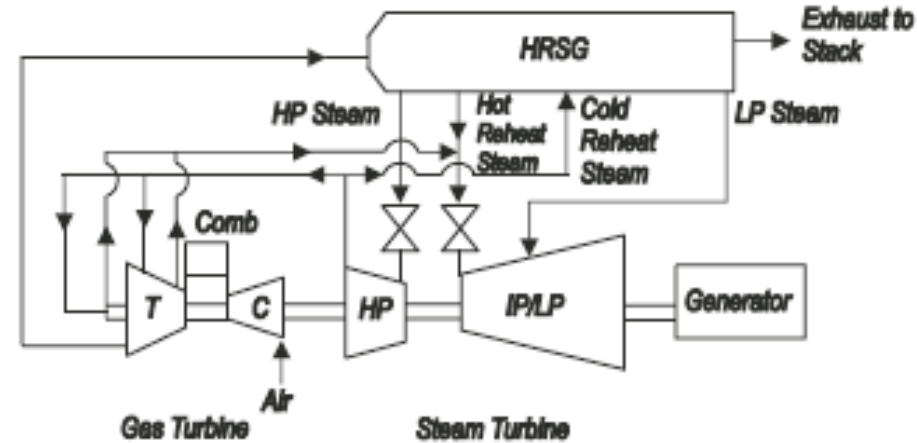 Exhaust to
Stack
HRSG
HP Steam
Hot
Reheat
Steam
Cold
Reheat
Steam
LP Steam
Comb
T
C
HP
IP/LP
Generator
Air
Gas Turbine
Steam Turbine